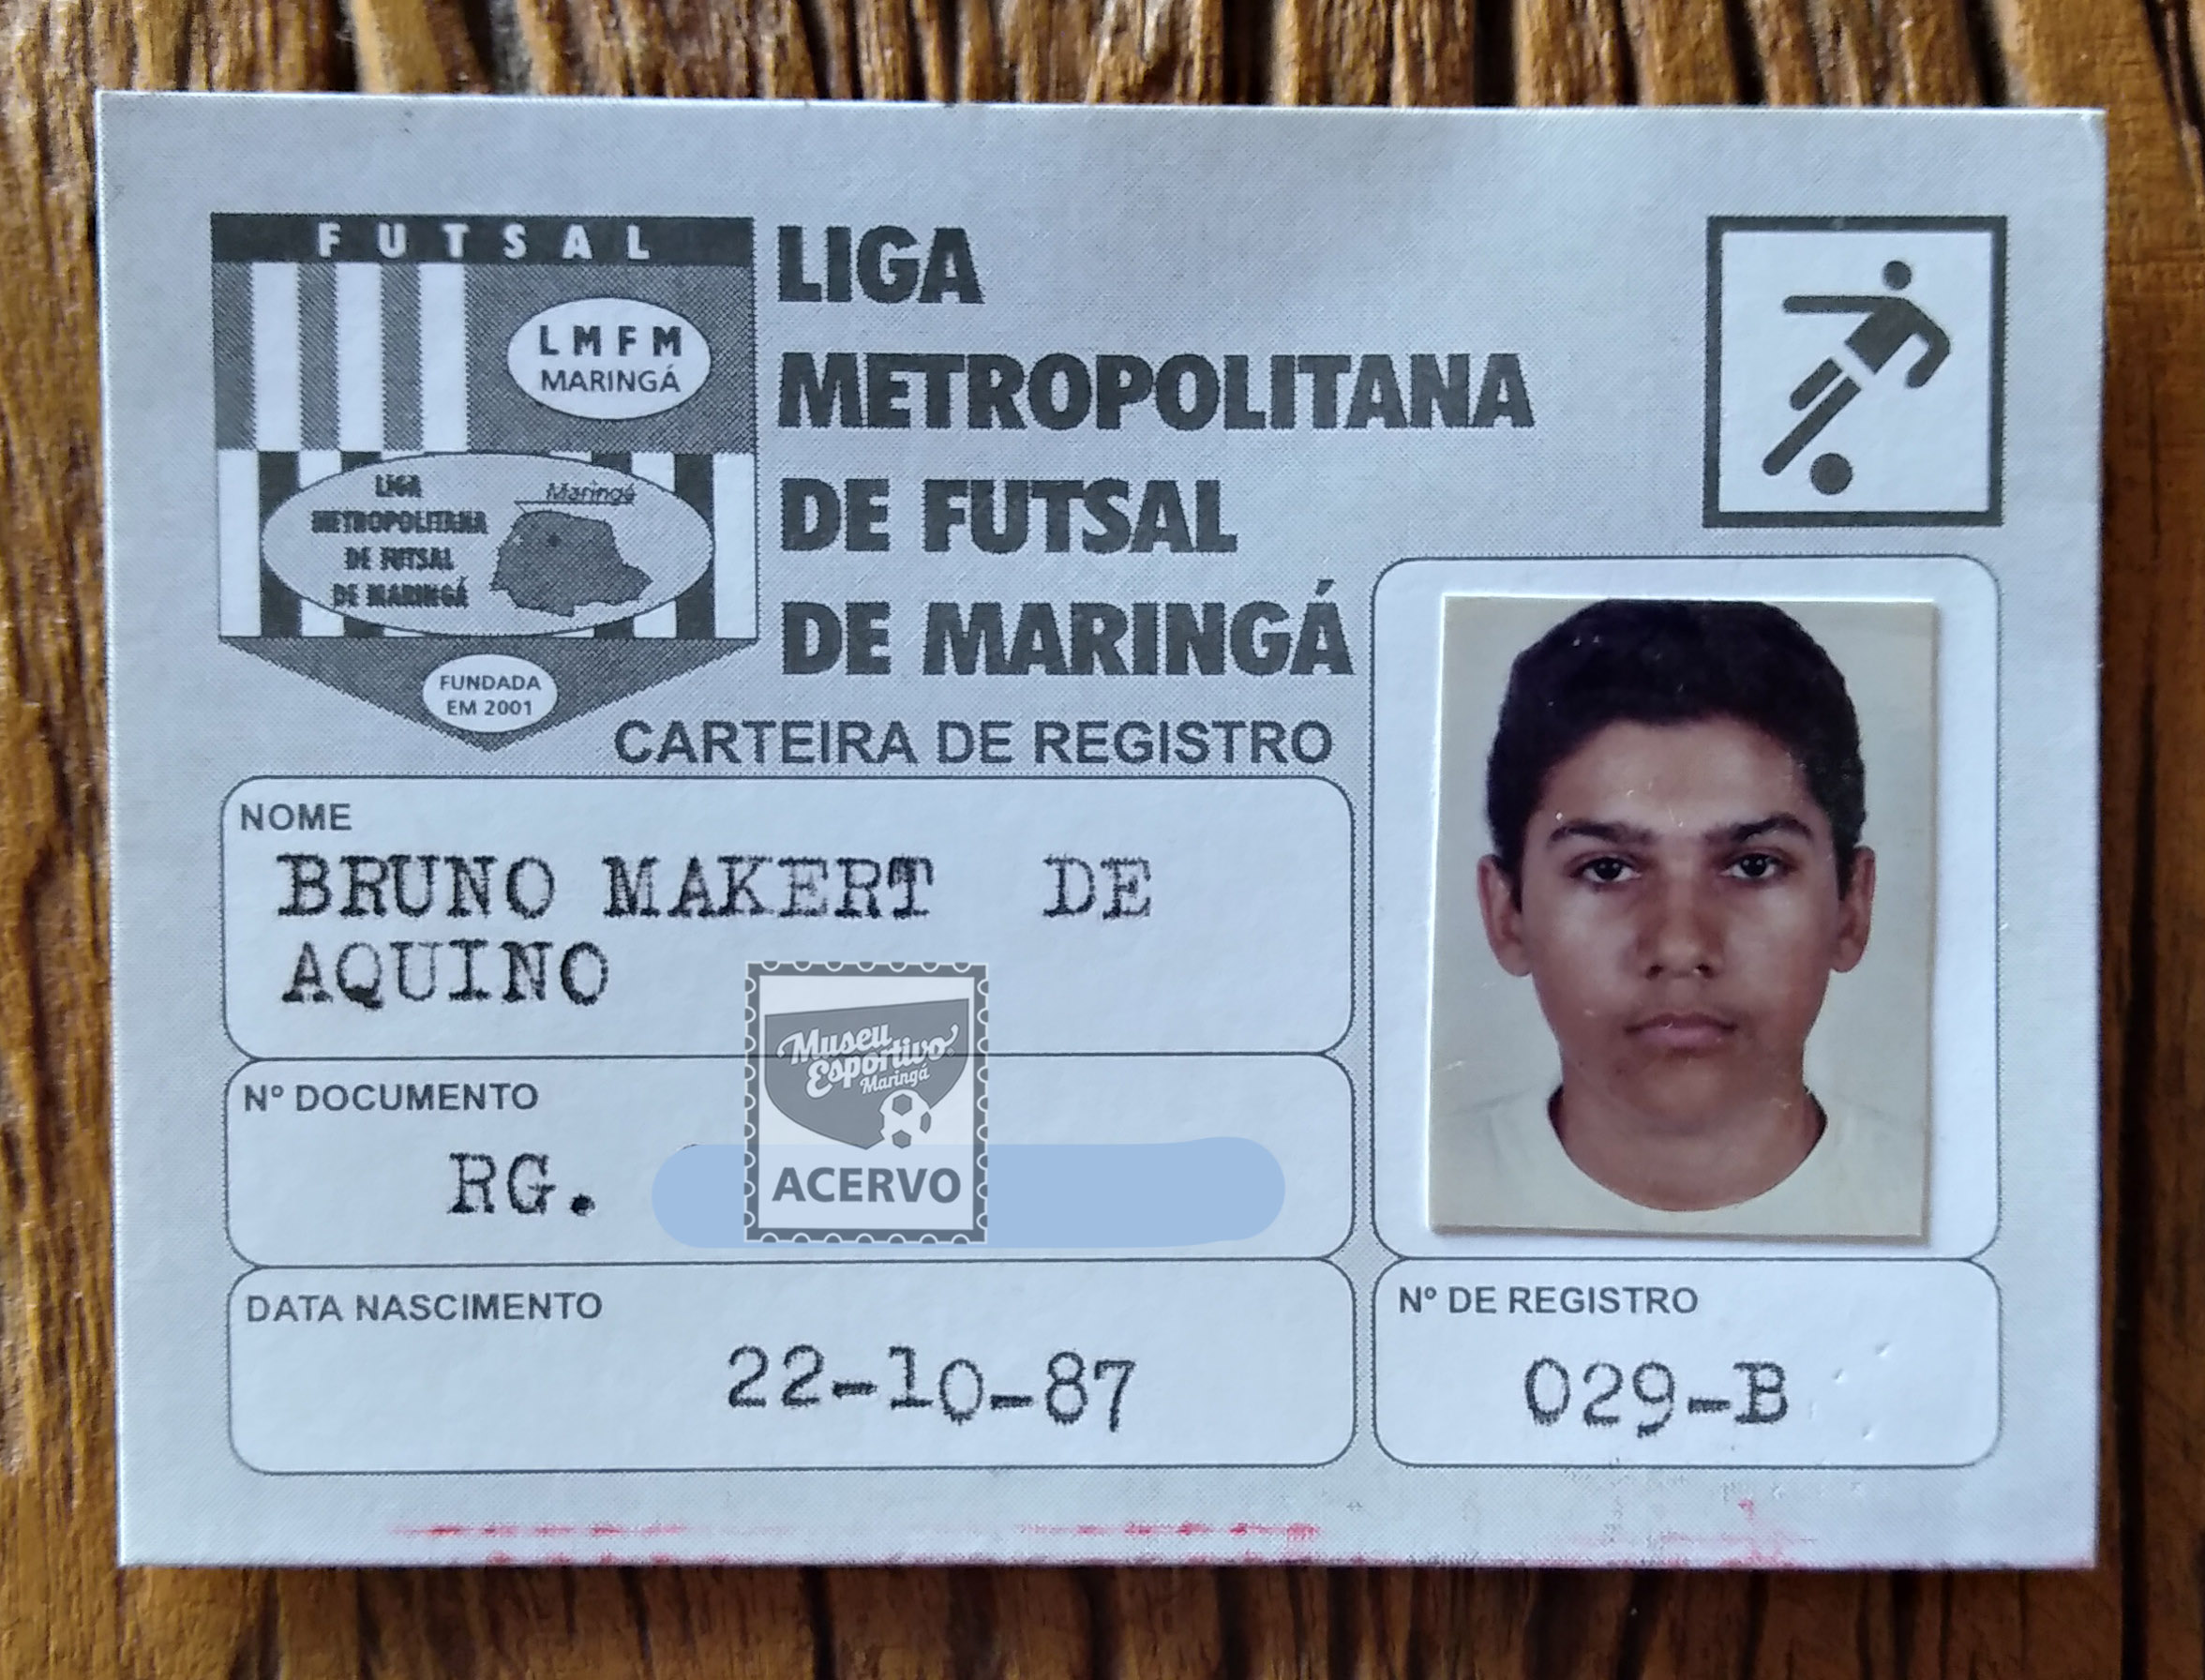 FUTSAL
LMFM
MARINGÁ
LIGA
METROPOLITANA
DE FUTSAL
DE MARINGÁ
Maringá
FUNDADA
EM 2001
LIGA
METROPOLITANA
DE FUTSAL
DE MARINGÁ
CARTEIRA DE REGISTRO
NOME
BRUNO MAKERT DE
AQUINO
Nº DOCUMENTO
RG.
Museu
Esportivo
Maringá
ACERVO
DATA NASCIMENTO
22-10-87
Nº DE REGISTRO
029-B